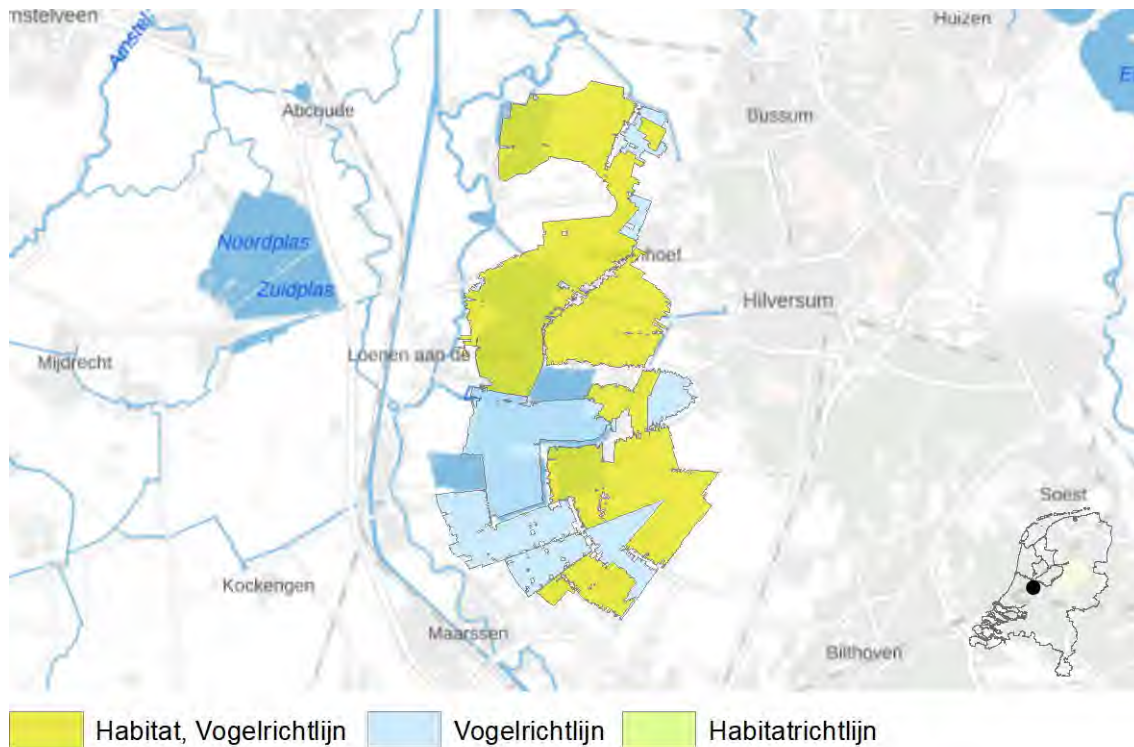 mstelveen
Huizen
Amstel
Abcoude
Bussum
Noordplas
hoef
Zuidplas
Hilversum
Loenen aan de
Mijdrecht
Soest
Kockengen
Maarssen
Bilthoven
Habitat, Vogelrichtlijn
Vogelrichtlijn
Habitatrichtlijn